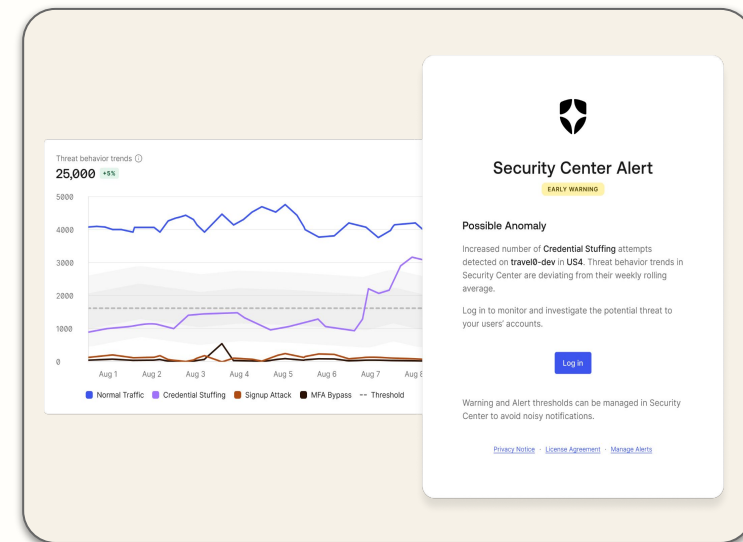 Threat behavior trends
25,000 +5%
5000
4000
3000
2000
1000
0
Aug 1 Aug 2 Aug 3 Aug 4 Aug 5 Aug 6 Aug 7 Aug 8
Normal Traffic Credential Stuffing Signup Attack MFA Bypass -- Threshold
Security Center Alert
EARLY WARNING
Possible Anomaly
Increased number of Credential Stuffing attempts
detected on travel0-dev in US4. Threat behavior trends in
Security Center are deviating from their weekly rolling
average.
Log in to monitor and investigate the potential threat to
your users' accounts.
Log In
Warning and Alert thresholds can be managed in Security
Center to avoid noisy notifications.
Privacy Notice · License Agreement · Manage Alerts